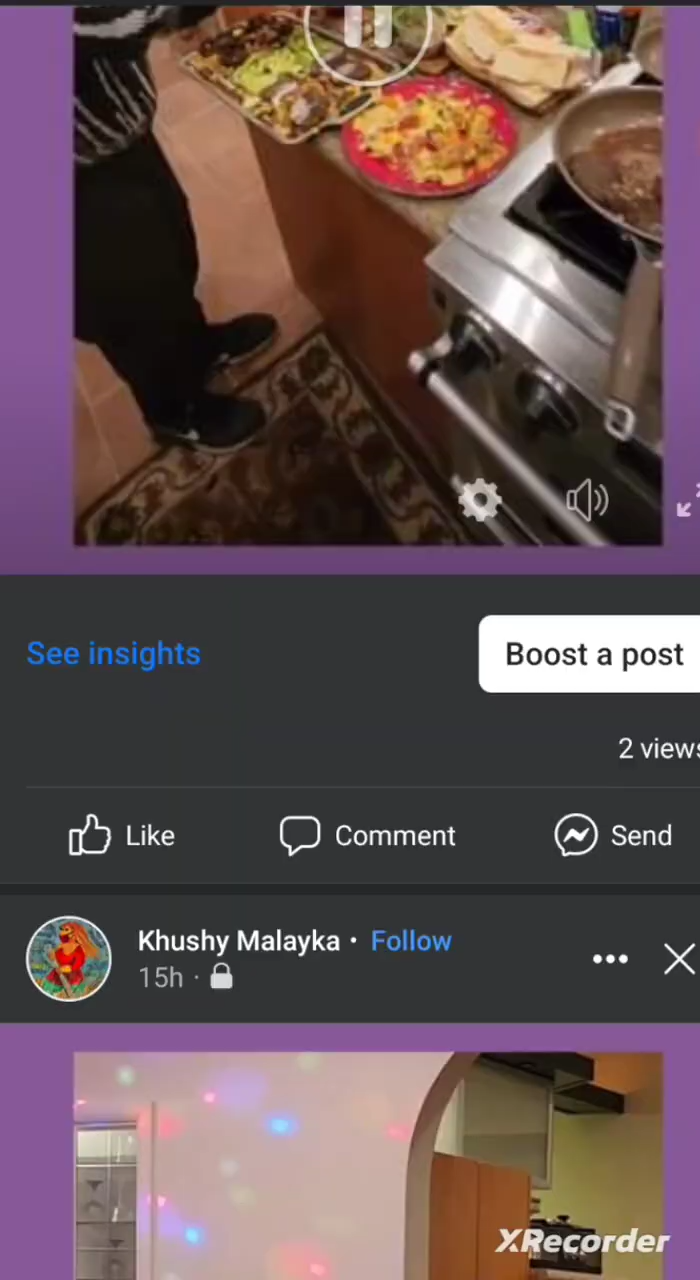 See insights
Boost a post
2 views
Like
Comment
Send
Khushy Malayka • Follow
15h ·
XRecorder